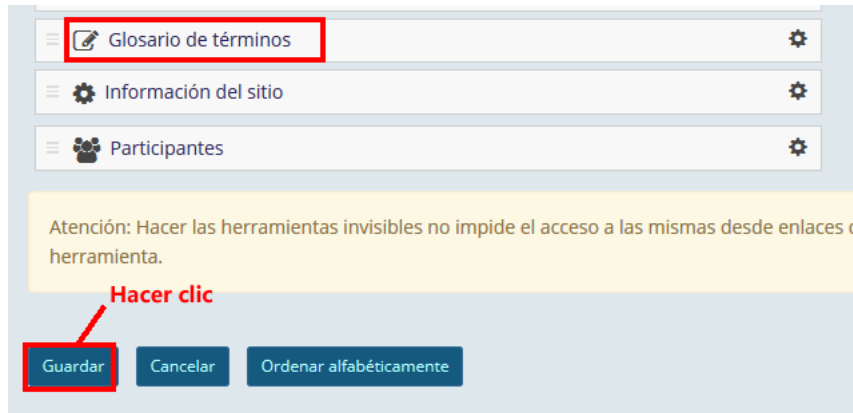 Glosario de términos
Información del sitio
Participantes
Atención: Hacer las herramientas invisibles no impide el acceso a las mismas desde enlaces
herramienta.
Hacer clic
Guardar
Cancelar
Ordenar alfabéticamente